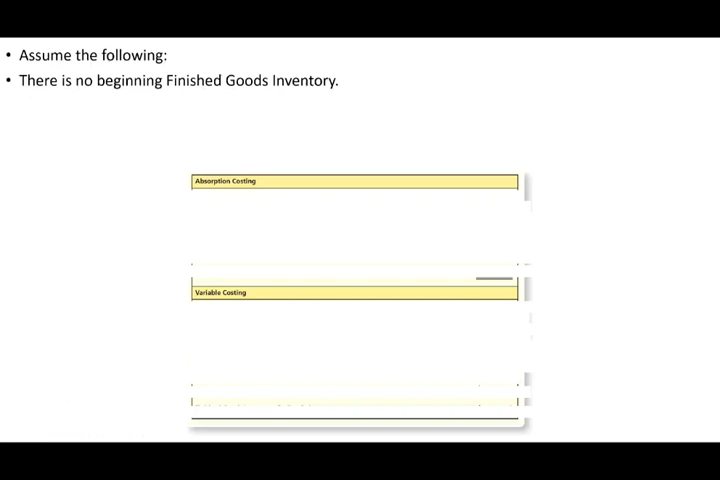 • Assume the following:
• There is no beginning Finished Goods Inventory.
Absorption Costing
Variable Costing